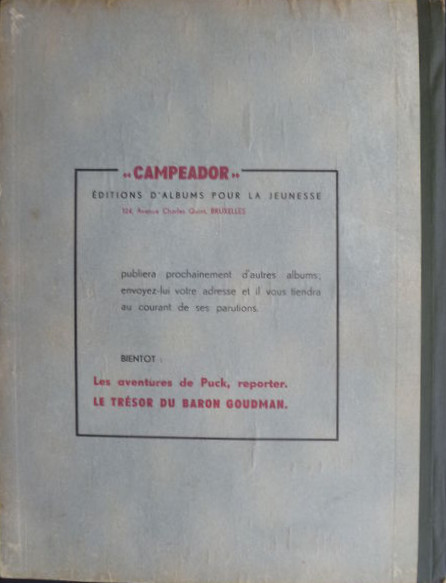 „CAMPEADOR”
ÉDITIONS D'ALBUMS POUR LA JEUNESSE
104, Avenue Charles Quint, BRUXELLES
publiera prochainement d'autres albums;
envoyez-lui votre adresse et il vous tiendra
au courant de ses parutions.
BIENTOT :
Les aventures de Puck, reporter.
LE TRÉSOR DU BARON GOUDMAN.